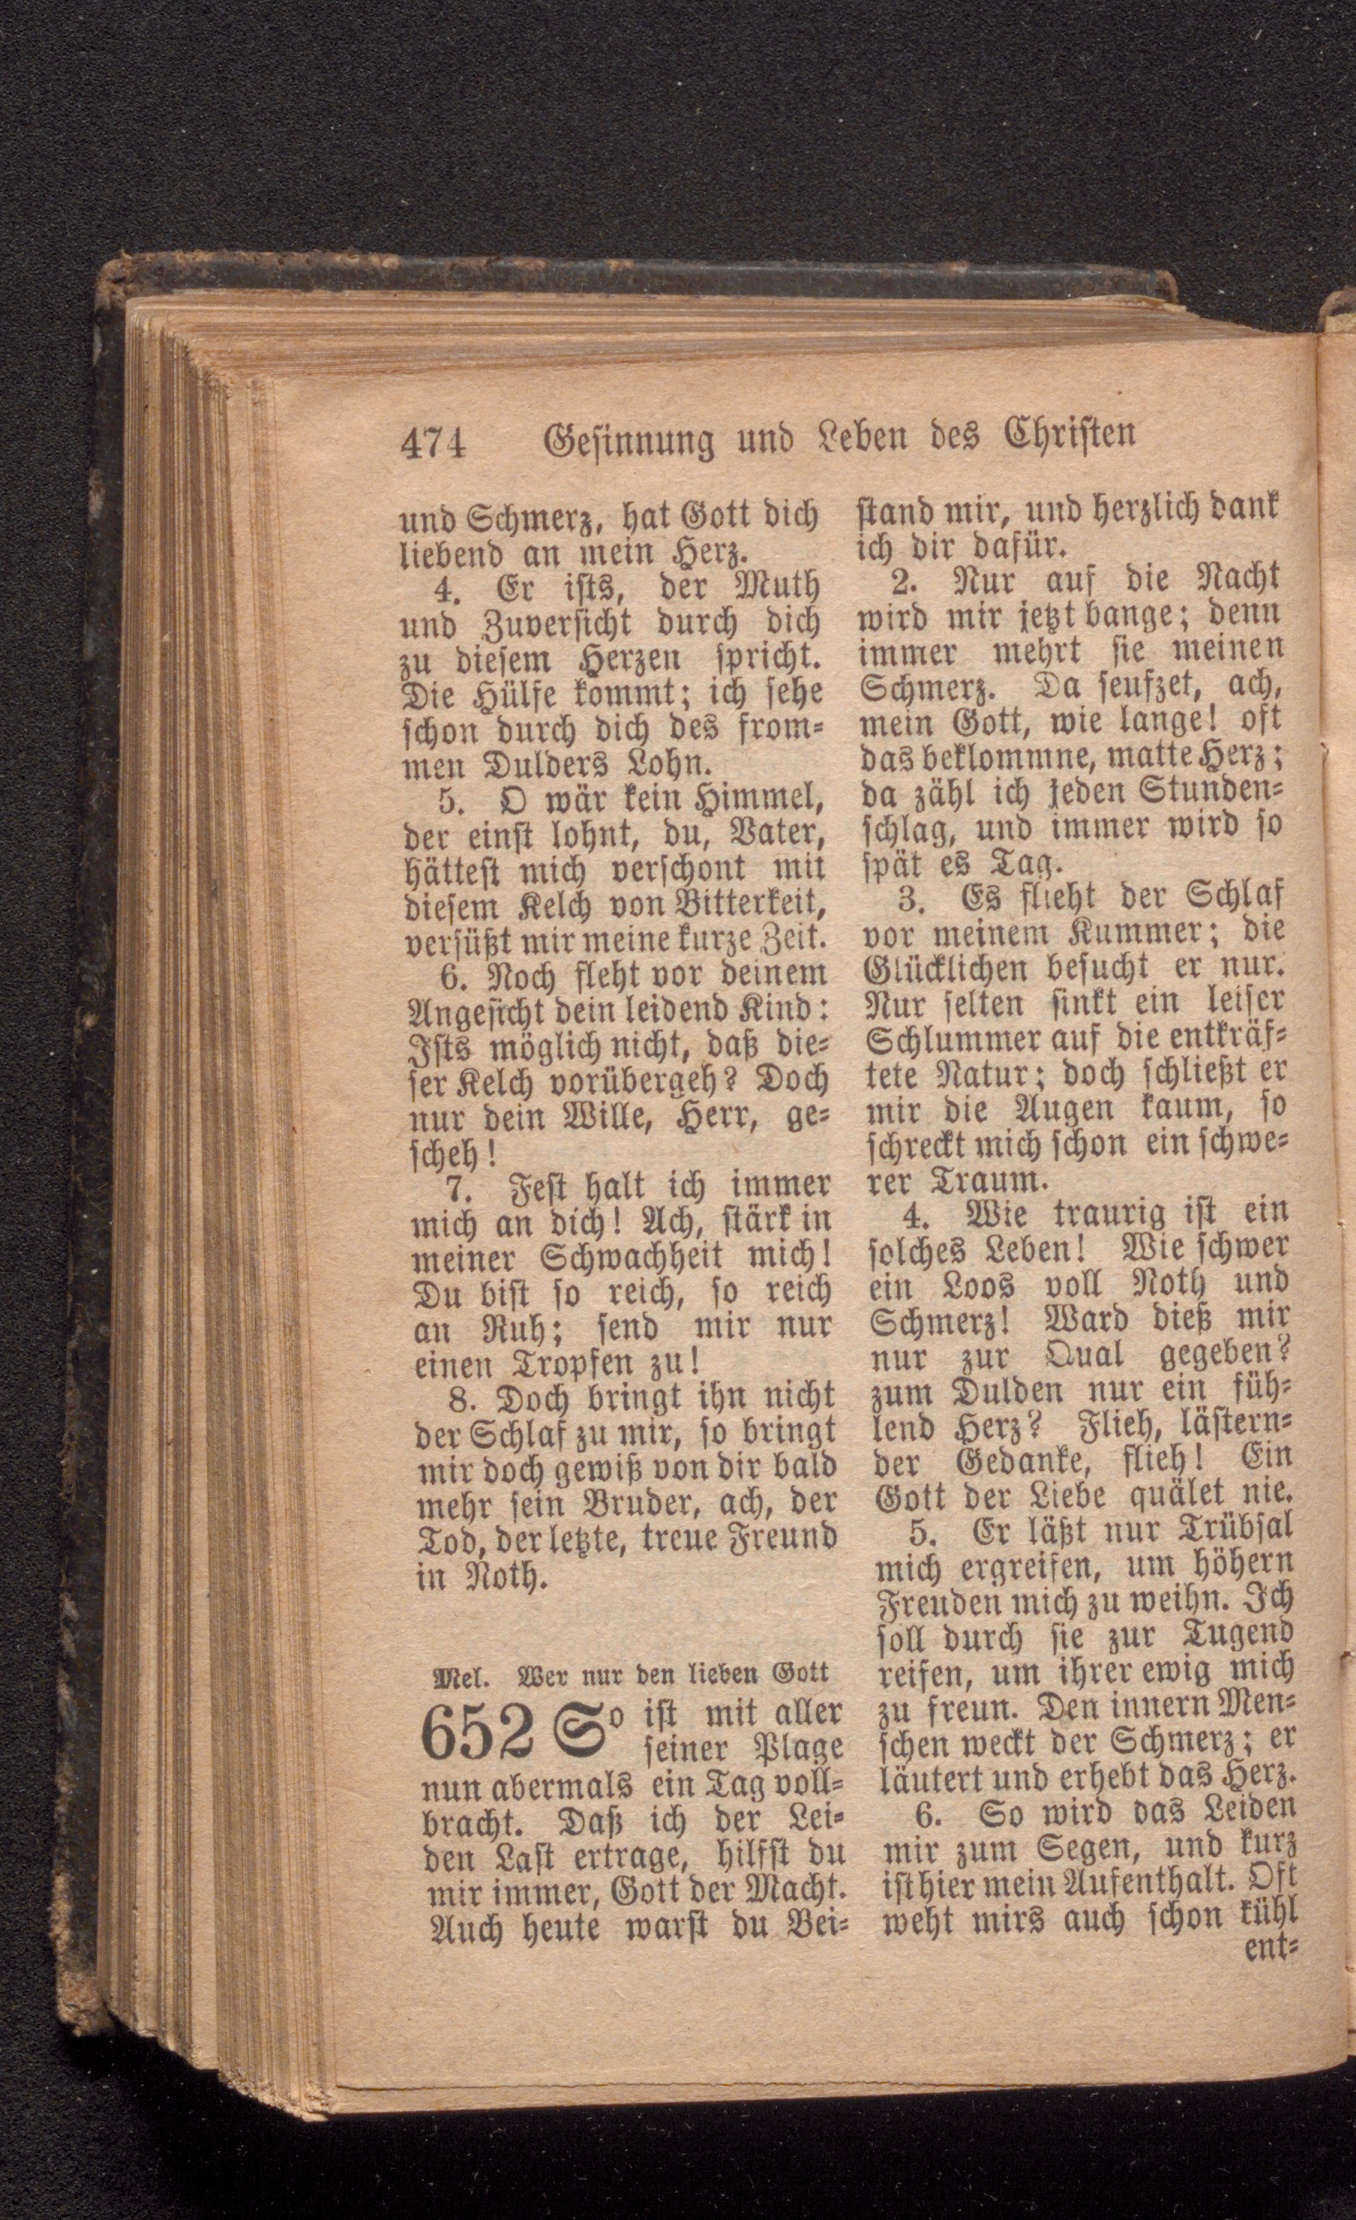 474 Gesinnung und Leben des Christen
und Schmerz, hat Gott dich
liebend an mein Herz.
4. Er ists, der Muth
und Zuversicht durch dich
zu diesem Herzen spricht.
Die Hülfe kommt; ich sehe
schon durch dich des from-
men Dulders Lohn.
5. O wär kein Himmel,
der einst lohnt, du, Vater,
hättest mich verschont mit
diesem Kelch von Bitterkeit,
versüßt mir meine kurze Zeit.
6. Noch fleht vor deinem
Angesicht dein leidend Kind:
Ists möglich nicht, daß die-
ser Kelch vorübergeh? Doch
nur dein Wille, Herr, ge-
scheh!
7. Fest halt ich immer
mich an dich! Ach, stärk in
meiner Schwachheit mich!
Du bist so reich, so reich
an Ruh; send mir nur
einen Tropfen zu!
8. Doch bringt ihn nicht
der Schlaf zu mir, so bringt
mir doch gewiß von dir bald
mehr sein Bruder, ach, der
Tod, der letzte, treue Freund
in Noth.
Mel. Wer nur den lieben Gott
652 So ist mit aller
seiner Plage
nun abermals ein Tag voll-
bracht. Daß ich der Lei-
den Last ertrage, hilfst du
mir immer, Gott der Macht.
Auch heute warst du Bei-
stand mir, und herzlich dank
ich dir dafür.
2. Nur auf die Nacht
wird mir jetzt bange; denn
immer mehrt sie meinen
Schmerz. Da seufzet, ach,
mein Gott, wie lange! oft
das beklommne, matte Herz;
da zähl ich jeden Stunden-
schlag, und immer wird so
spät es Tag.
3. Es flieht der Schlaf
vor meinem Kummer; die
Glücklichen besucht er nur.
Nur selten sinkt ein leiser
Schlummer auf die entkräf-
tete Natur; doch schließt er
mir die Augen kaum, so
schreckt mich schon ein schwe-
rer Traum.
4. Wie traurig ist ein
solches Leben! Wie schwer
ein Loos voll Noth und
Schmerz! Ward dieß mir
nur zur Qual gegeben?
zum Dulden nur ein füh-
lend Herz? Flieh, lästern-
der Gedanke, flieh! Ein
Gott der Liebe quälet nie.
5. Er läßt nur Trübsal
mich ergreifen, um höhern
Freuden mich zu weihn. Ich
soll durch sie zur Tugend
reifen, um ihrer ewig mich
zu freun. Den innern Men-
schen weckt der Schmerz; er
läutert und erhebt das Herz.
6. So wird das Leiden
mir zum Segen, und kurz
ist hier mein Aufenthalt. Oft
weht mirs auch schon kühl
ent-